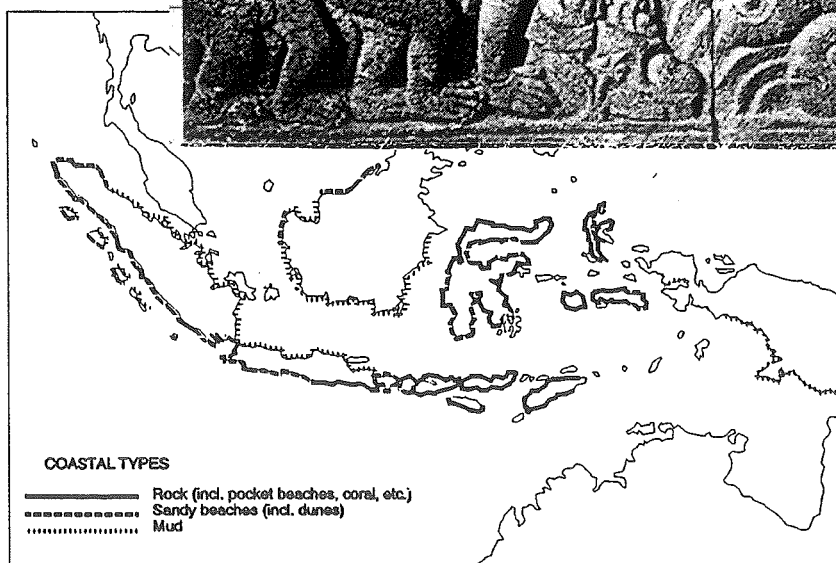 COASTAL TYPES
Rock (incl. pocket beaches, coral, etc.)
Sandy beaches (incl. dunes)
Mud